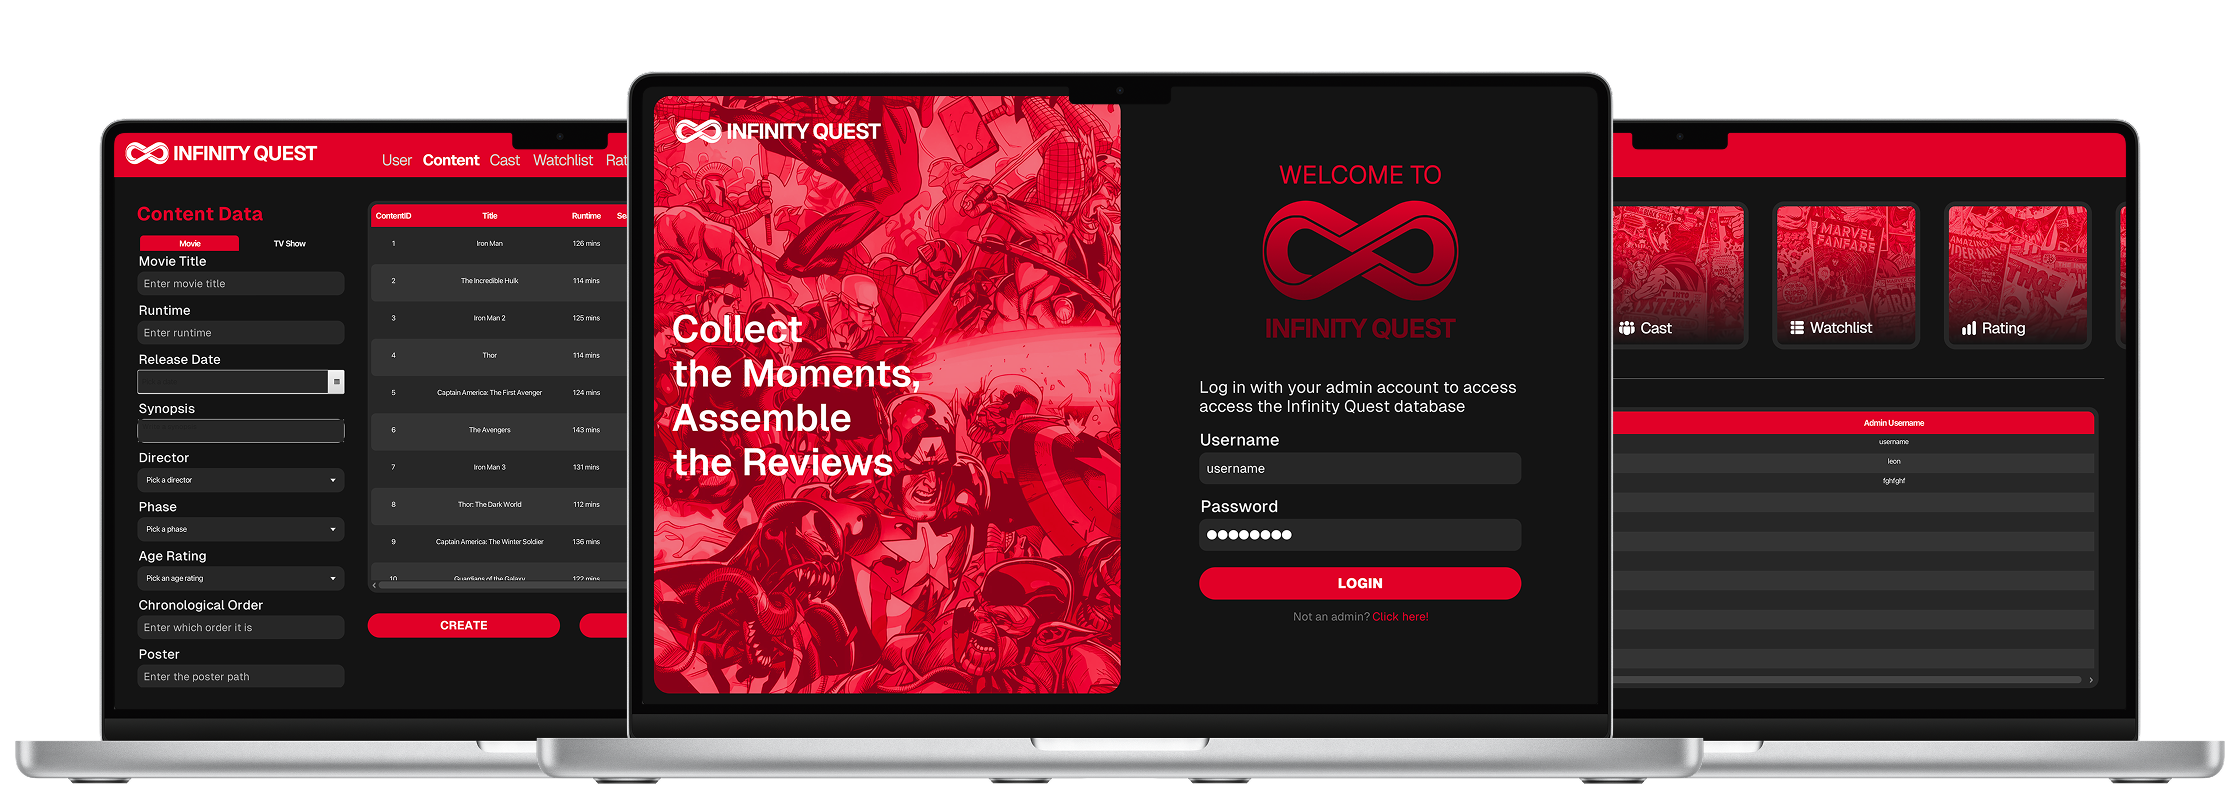 INFINITY QUEST
User Content Cast Watchlist Rat
Content Data
Movie TV Show
Movie Title
Enter movie title
Runtime
Enter runtime
Release Date
Synopsis
Director
Pick a director
Phase
Pick a phase
Age Rating
Pick an age rating
Chronological Order
Enter which order it is
Poster
Enter the poster path
ContentID Title Runtime Se
1 Iron Man 126 mins
2 The Incredible Hulk 114 mins
3 Iron Man 2 125 mins
4 Thor 114 mins
5 Captain America: The First Avenger 124 mins
6 The Avengers 143 mins
7 Iron Man 3 131 mins
8 Thor: The Dark World 112 mins
9 Captain America: The Winter Soldier 136 mins
10 Guardians of the Galaxy 122 mins
CREATE
INFINITY QUEST
Collect
the Moments,
Assemble
the Reviews
WELCOME TO
INFINITY QUEST
Log in with your admin account to access
access the Infinity Quest database
Username
username
Password
LOGIN
Not an admin? Click here!
MARVEL
FANFARE
AMAZING
SPIDER-MAN
THOR
Cast
Watchlist
Rating
Admin Username
username
leon
fghfghf